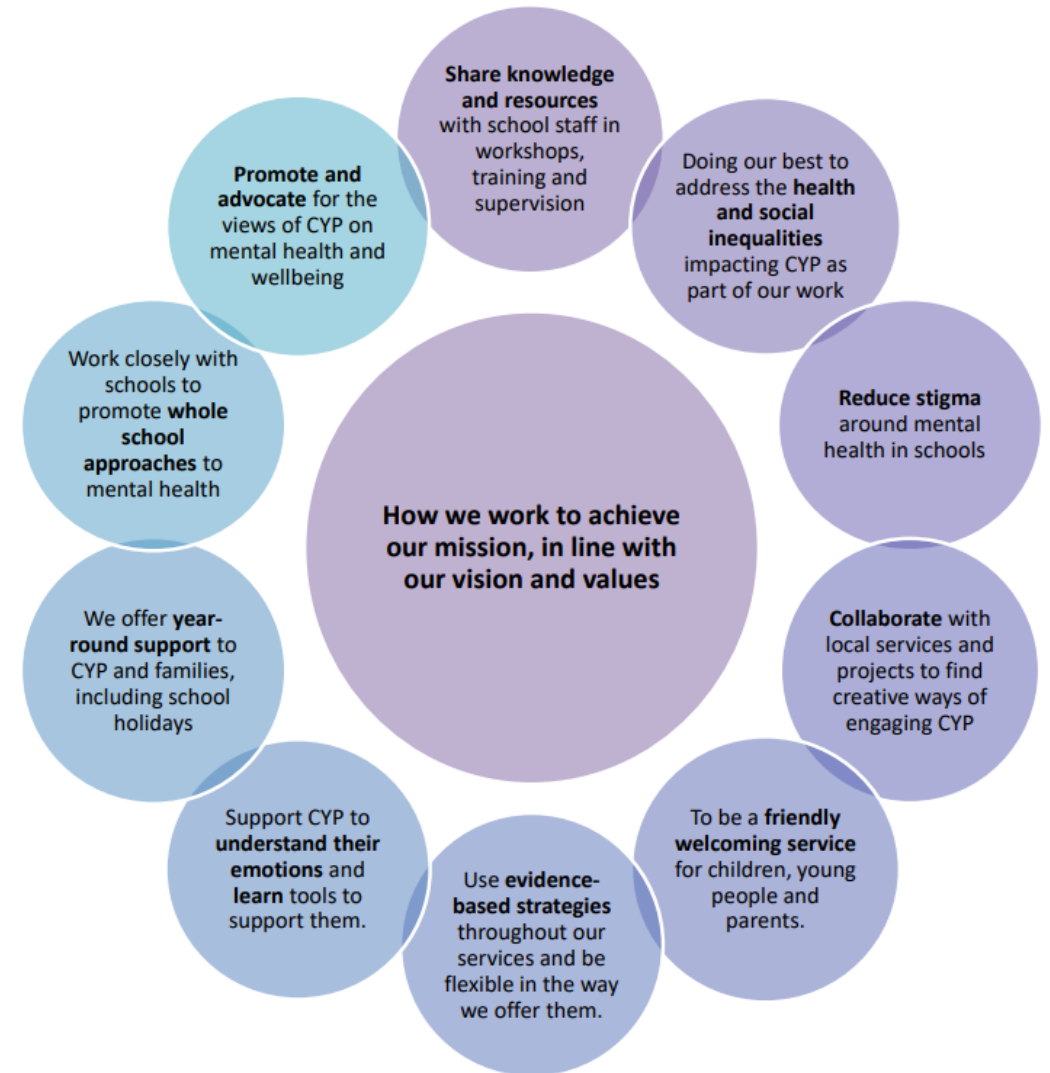 Share knowledge
and resources
with school staff in
workshops,
training and
supervision
Doing our best to
address the health
and social
inequalities
impacting CYP as
part of our work
Reduce stigma
around mental
health in schools
Collaborate with
local services and
projects to find
creative ways of
engaging CYP
To be a friendly
welcoming service
for children, young
people and
parents.
Use evidence-
based strategies
throughout our
services and be
flexible in the way
we offer them.
Support CYP to
understand their
emotions and
learn tools to
support them.
We offer year-
round support to
CYP and families,
including school
holidays
Work closely with
schools to
promote whole
school
approaches to
mental health
Promote and
advocate for the
views of CYP on
mental health and
wellbeing
How we work to achieve
our mission, in line with
our vision and values